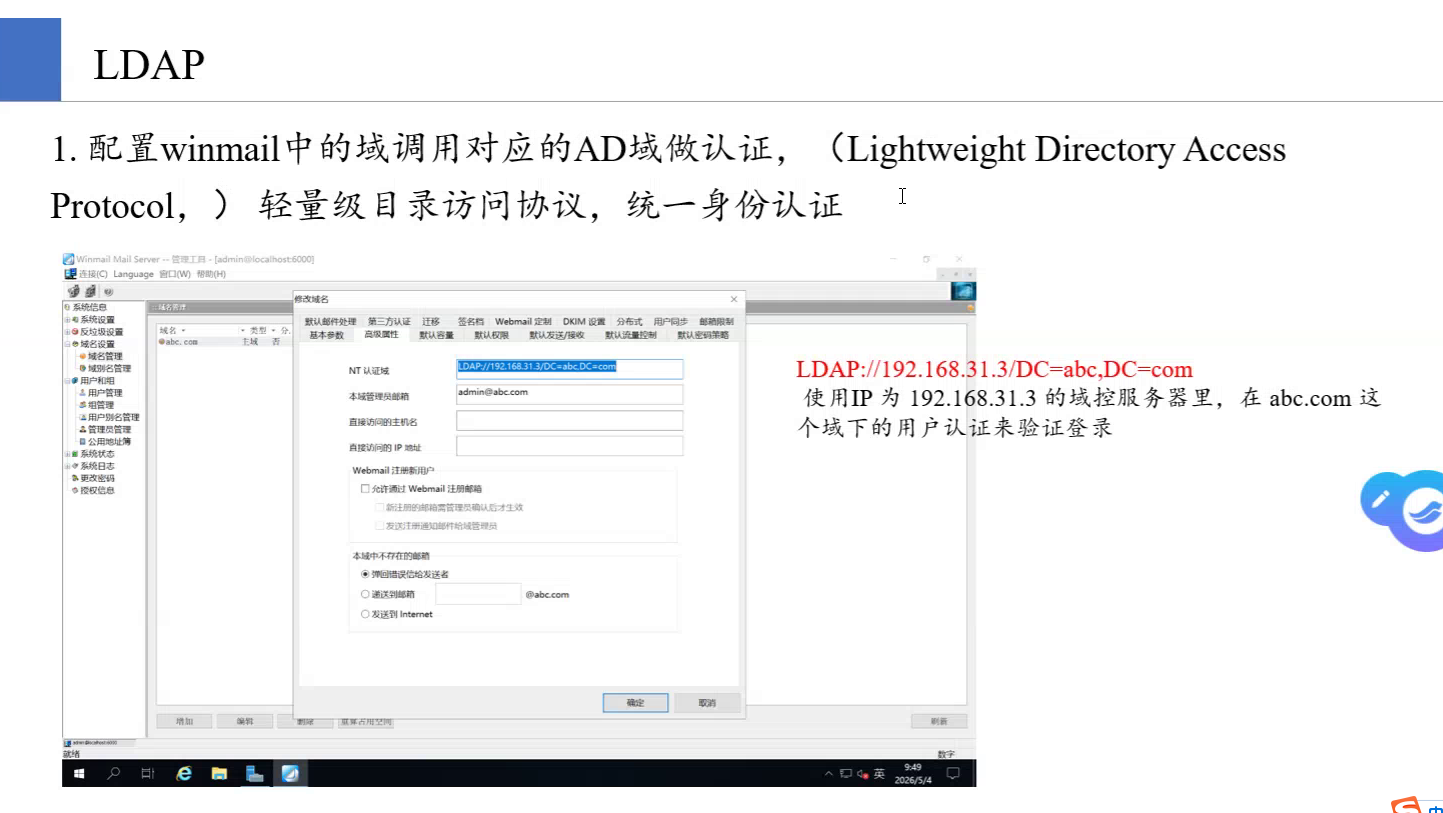 LDAP
1. 配置winmail中的域调用对应的AD域做认证，（Lightweight Directory Access
Protocol，） 轻量级目录访问协议，统一身份认证
Winmail Mail Server -- 管理工具 - [admin@localhost:6000]
连接(C) Language 窗口(W) 帮助(H)
系统信息
系统设置
反垃圾设置
域名设置
域名管理
域别名管理
用户和组
用户管理
组管理
用户别名管理
管理员管理
公用地址簿
系统状态
系统日志
更改密码
授权信息
域名管理
域名 类型 分.
abc.com 主域 否
修改域名
默认邮件处理 第三方认证 迁移 签名档 Webmail 定制 DKIM 设置 分布式 用户同步 邮箱限制
基本参数 高级属性 默认容量 默认权限 默认发送/接收 默认流量控制 默认密码策略
NT 认证域 LDAP://192.168.31.3/DC=abc,DC=com
本域管理员邮箱 admin@abc.com
直接访问的主机名
直接访问的 IP 地址
Webmail 注册新用户
允许通过 Webmail 注册邮箱
新注册的邮箱需管理员确认后才生效
发送注册通知邮件给域管理员
本域中不存在的邮箱
弹回错误信给发送者
递送到邮箱 @abc.com
发送到 Internet
确定 取消
增加 编辑 删除 重算占用空间 刷新
admin@localhost:6000
就绪 数字
英 9:49
2026/5/4
LDAP://192.168.31.3/DC=abc,DC=com
使用IP 为 192.168.31.3 的域控服务器里，在 abc.com 这
个域下的用户认证来验证登录